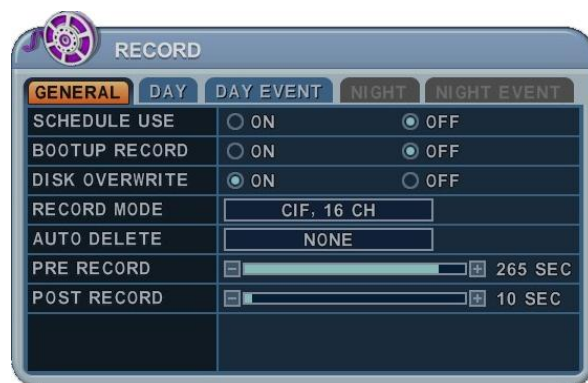 RECORD
GENERAL DAY DAY EVENT NIGHT NIGHT EVENT
SCHEDULE USE ON OFF
BOOTUP RECORD ON OFF
DISK OVERWRITE ON OFF
RECORD MODE CIF, 16 CH
AUTO DELETE NONE
PRE RECORD 265 SEC
POST RECORD 10 SEC